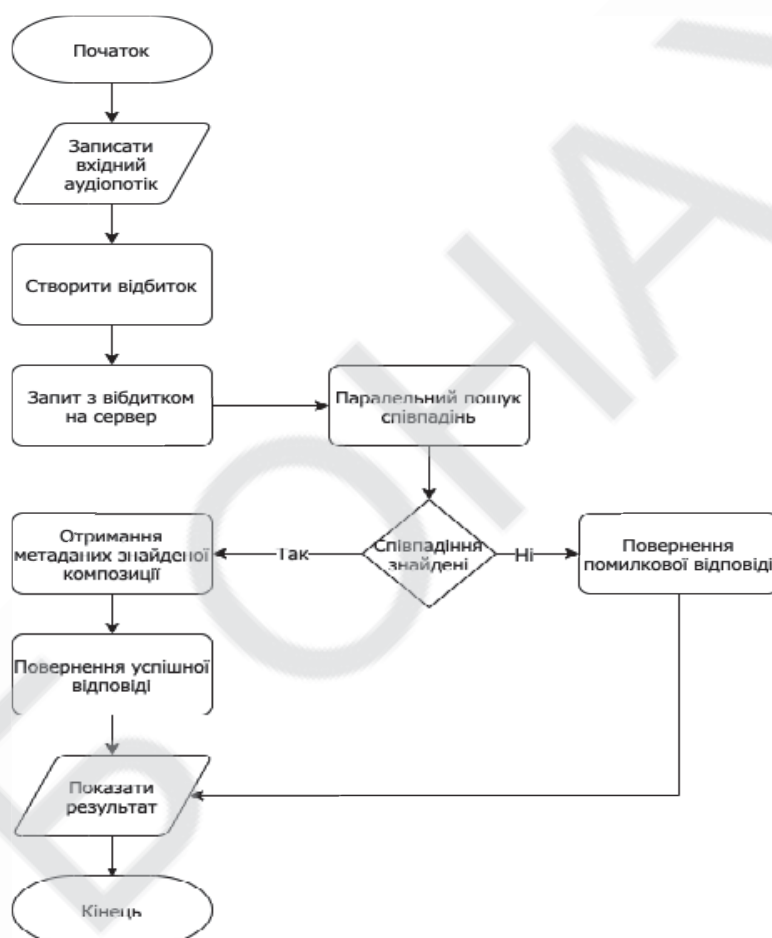 Початок
Записати
вхідний
аудіопотік
Створити відбиток
Запит з вібдитком
на сервер
Паралельний пошук
співпадінь
Співпадіння
знайдені
Так
Ні
Отримання
метаданих знайденої
композиції
Повернення
помилкової відповіді
Повернення успішної
відповіді
Показати
результат
Кінець